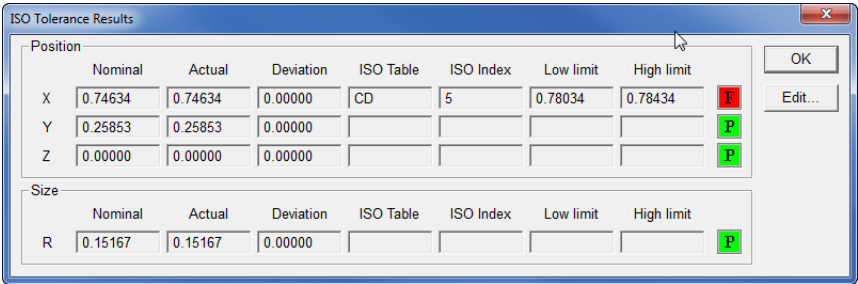 ISO Tolerance Results
Position
Nominal Actual Deviation ISO Table ISO Index Low limit High limit
X 0.74634 0.74634 0.00000 CD 5 0.78034 0.78434 F
Y 0.25853 0.25853 0.00000 P
Z 0.00000 0.00000 0.00000 P
Size
Nominal Actual Deviation ISO Table ISO Index Low limit High limit
R 0.15167 0.15167 0.00000 P
OK
Edit...